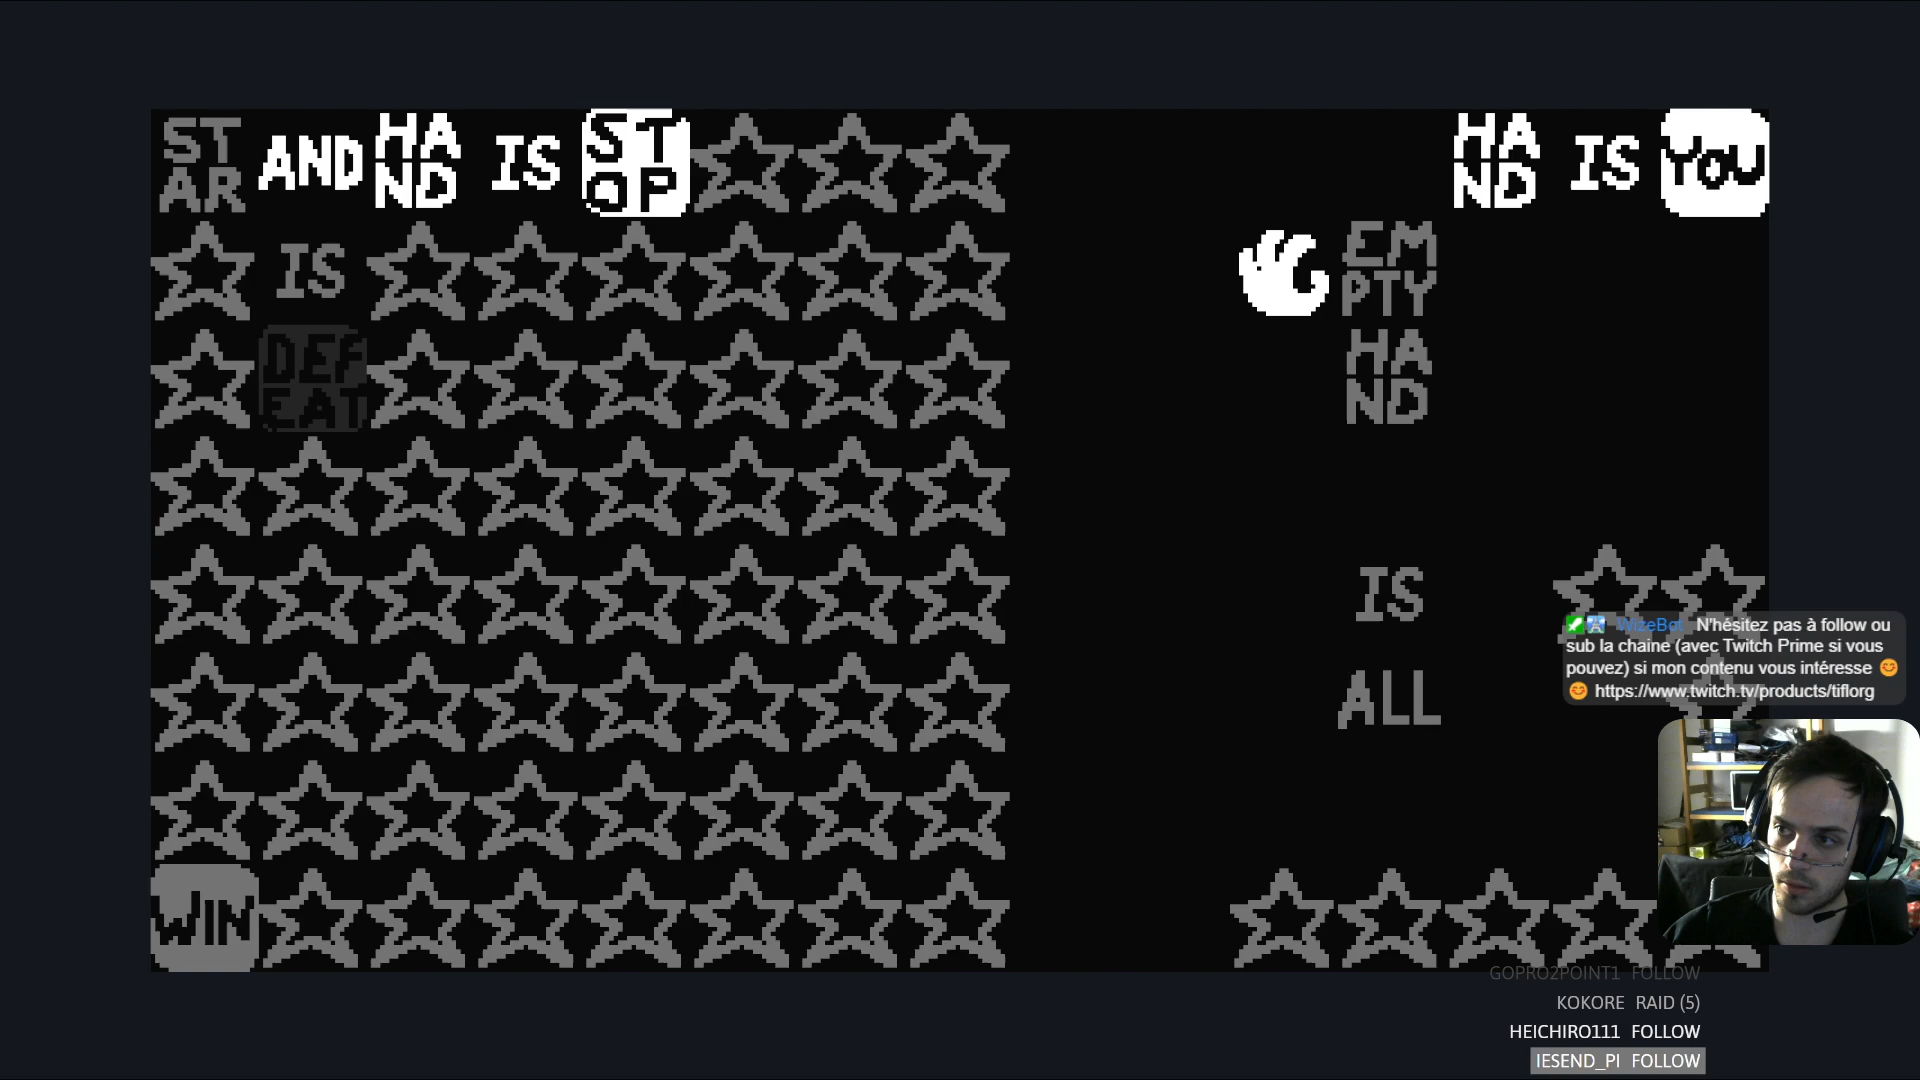 STAR AND HAND IS STOP HAND IS YOU
IS EMPTY
DEFEAT HAND
IS
ALL
WIN
WizeBot N'hésitez pas à follow ou
sub la chaine (avec Twitch Prime si vous
pouvez) si mon contenu vous intéresse 😊
😊 https://www.twitch.tv/products/tiflorg
GOPRO2POINT1 FOLLOW
KOKORE RAID (5)
HEICHIRO111 FOLLOW
IESEND_PI FOLLOW